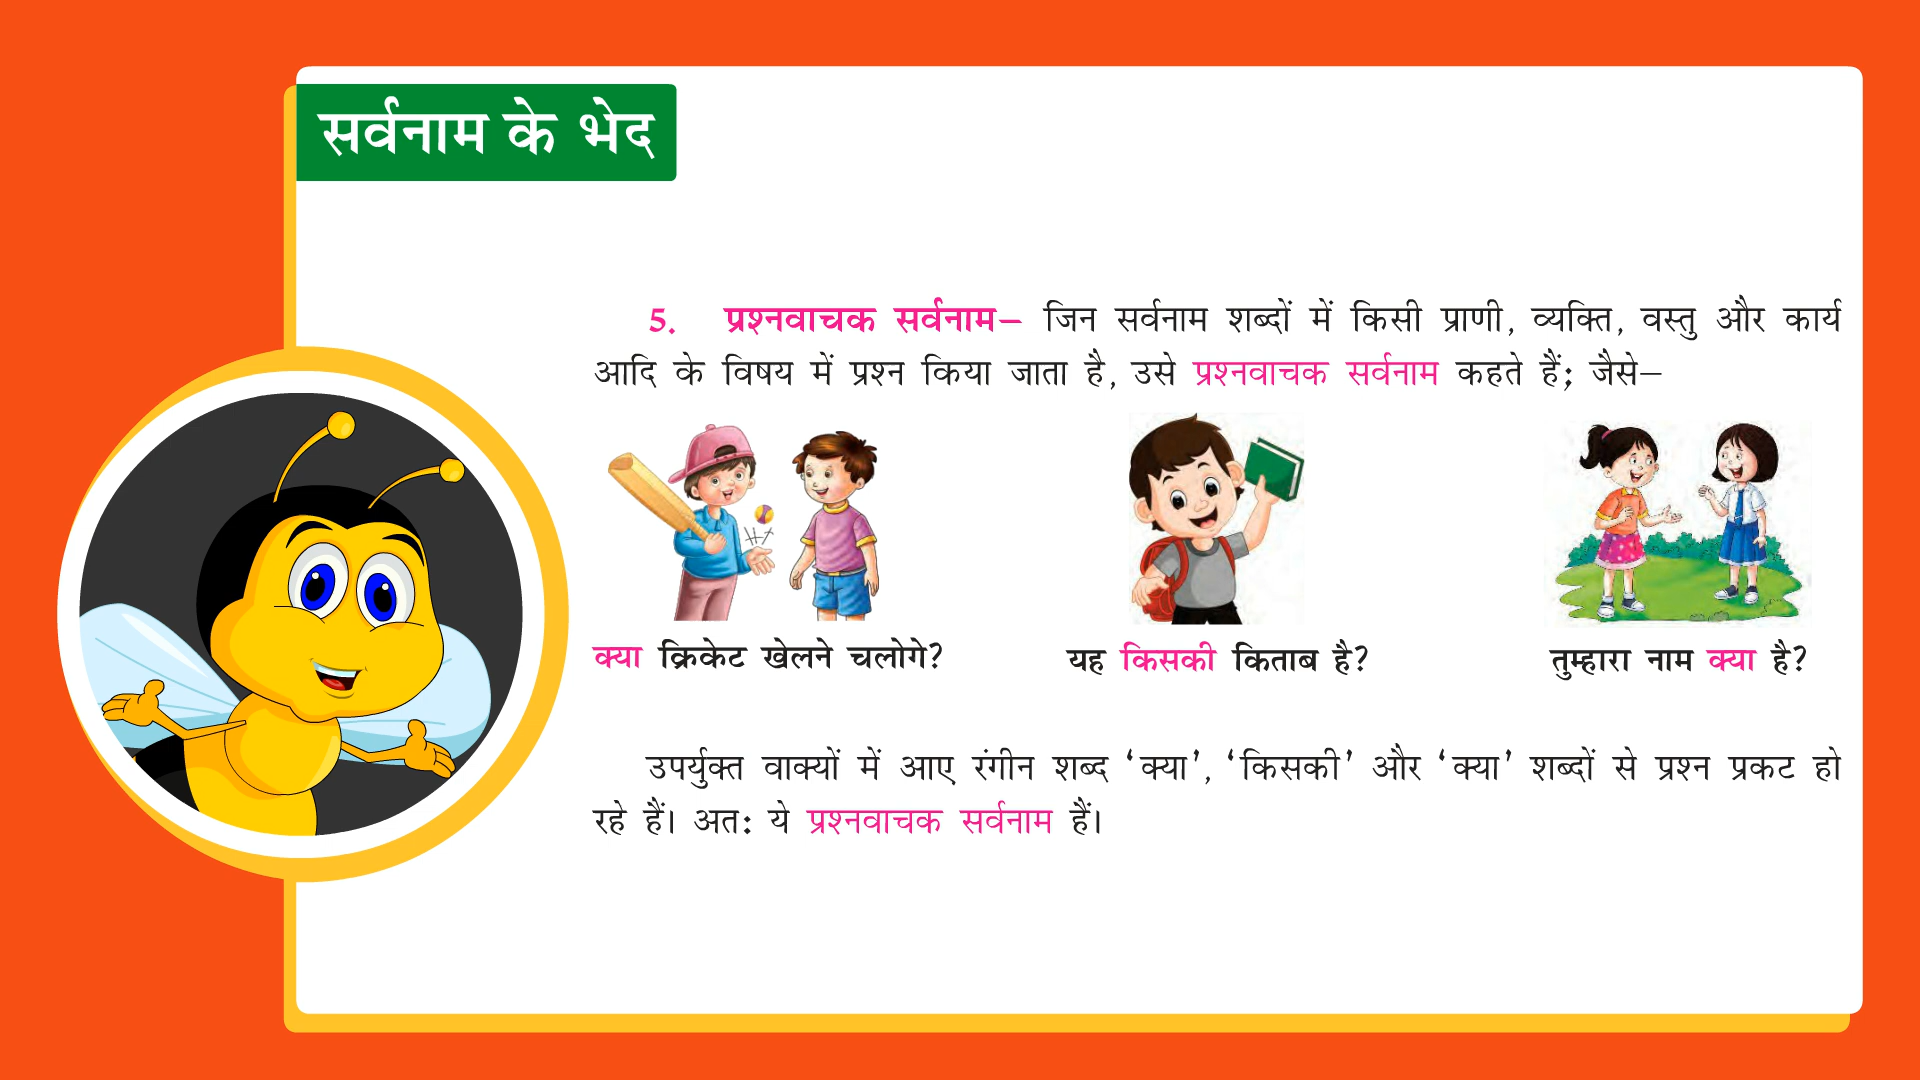 सर्वनाम के भेद
5. प्रश्नवाचक सर्वनाम– जिन सर्वनाम शब्दों में किसी प्राणी, व्यक्ति, वस्तु और कार्य
आदि के विषय में प्रश्न किया जाता है, उसे प्रश्नवाचक सर्वनाम कहते हैं; जैसे–
क्या क्रिकेट खेलने चलोगे?
यह किसकी किताब है?
तुम्हारा नाम क्या है?
उपर्युक्त वाक्यों में आए रंगीन शब्द ‘क्या’, ‘किसकी’ और ‘क्या’ शब्दों से प्रश्न प्रकट हो
रहे हैं। अतः ये प्रश्नवाचक सर्वनाम हैं।